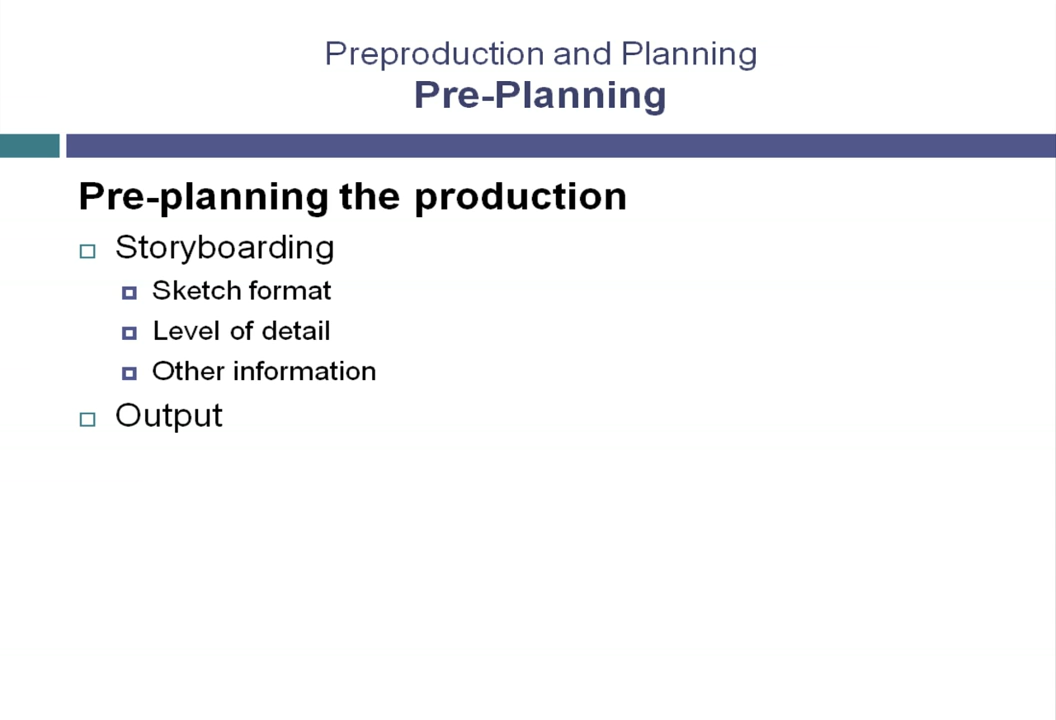 Preproduction and Planning
Pre-Planning
Pre-planning the production
Storyboarding
Sketch format
Level of detail
Other information
Output